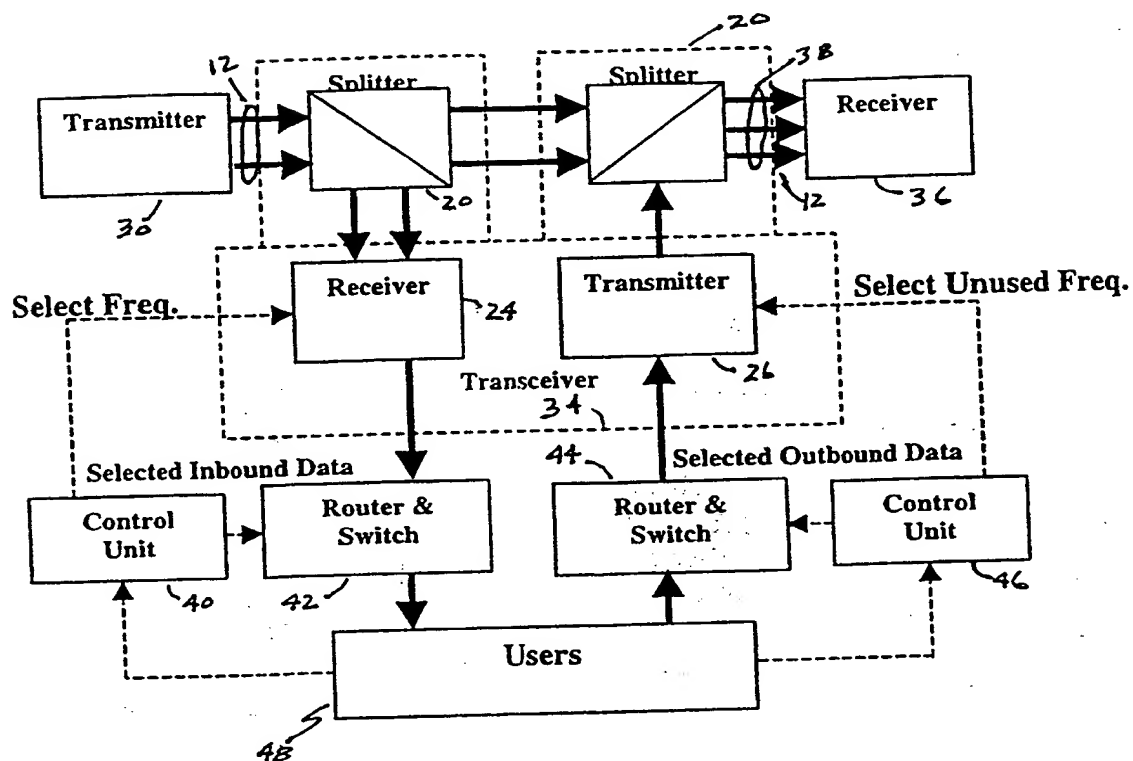 20
12
Splitter
Splitter
38
Transmitter
Receiver
30
20
12
36
Receiver
Transmitter
Select Freq.
24
Select Unused Freq.
26
Transceiver
34
44
Selected Inbound Data
Selected Outbound Data
Control
Unit
Router &
Switch
Router &
Switch
Control
Unit
40
42
46
Users
48